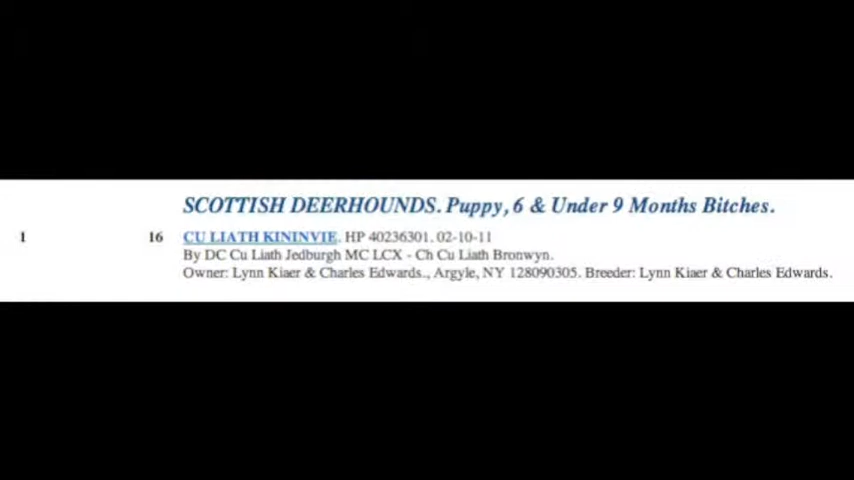 SCOTTISH DEERHOUNDS. Puppy, 6 & Under 9 Months Bitches.
1 16 CU LIATH KININVIE. HP 40236301. 02-10-11
By DC Cu Liath Jedburgh MC LCX - Ch Cu Liath Bronwyn.
Owner: Lynn Kiaer & Charles Edwards., Argyle, NY 128090305. Breeder: Lynn Kiaer & Charles Edwards.